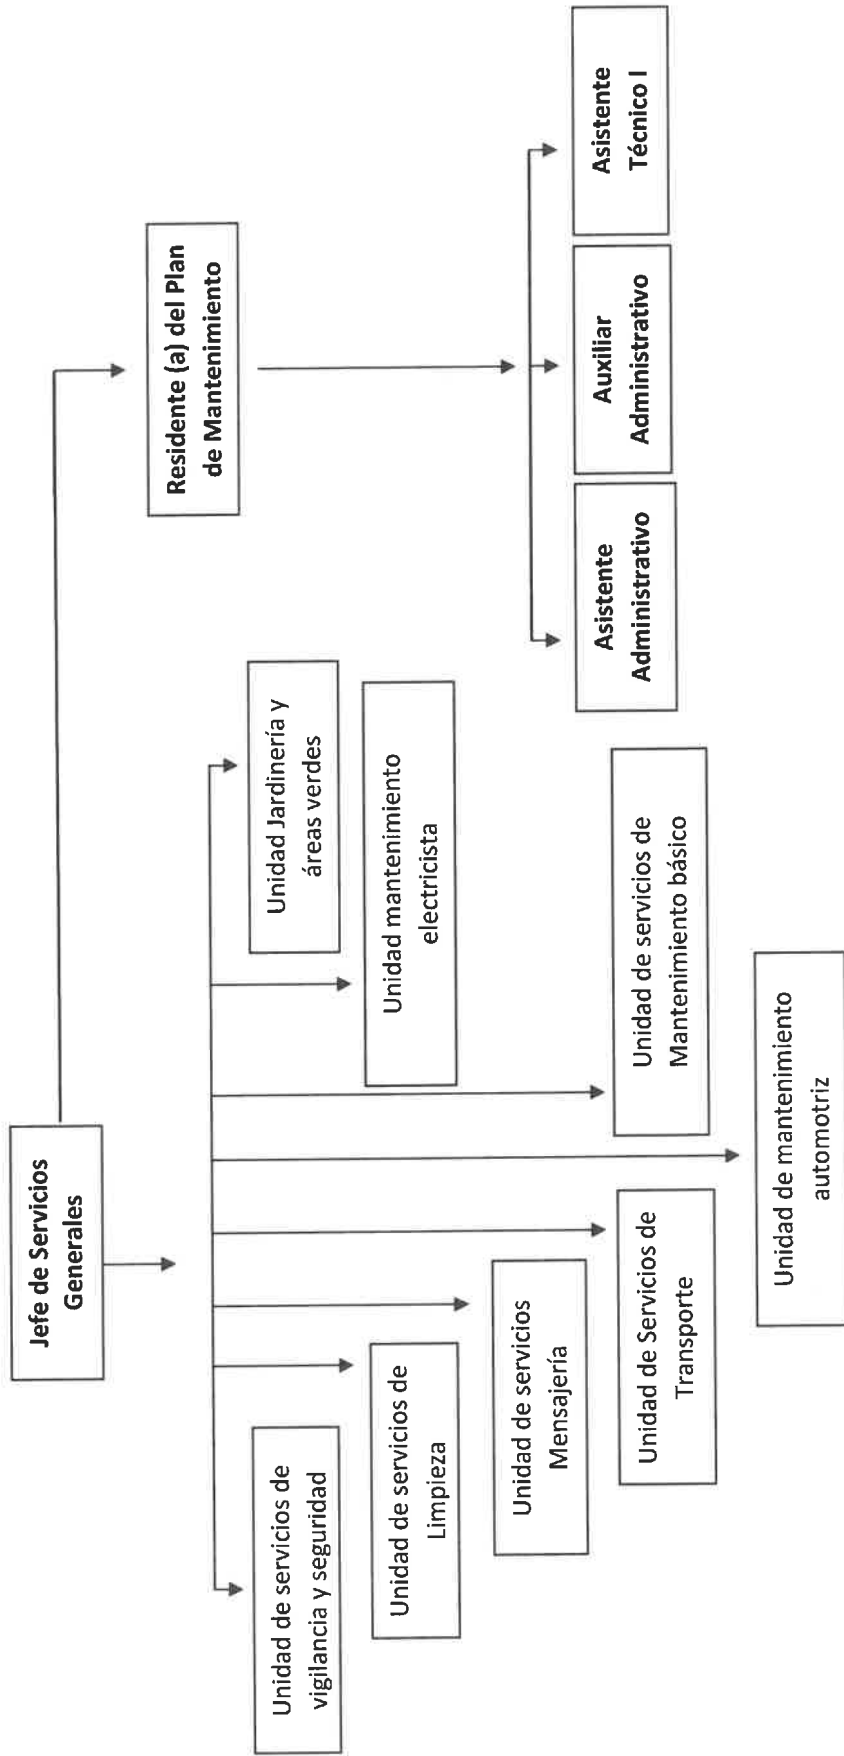 Jefe de Servicios
Generales
Residente (a) del Plan
de Mantenimiento
Unidad de servicios de
vigilancia y seguridad
Unidad de servicios de
Limpieza
Unidad de servicios
Mensajería
Unidad de Servicios de
Transporte
Unidad de mantenimiento
automotriz
Unidad de servicios de
Mantenimiento básico
Unidad mantenimiento
electricista
Unidad Jardinería y
áreas verdes
Asistente
Administrativo
Auxiliar
Administrativo
Asistente
Técnico I